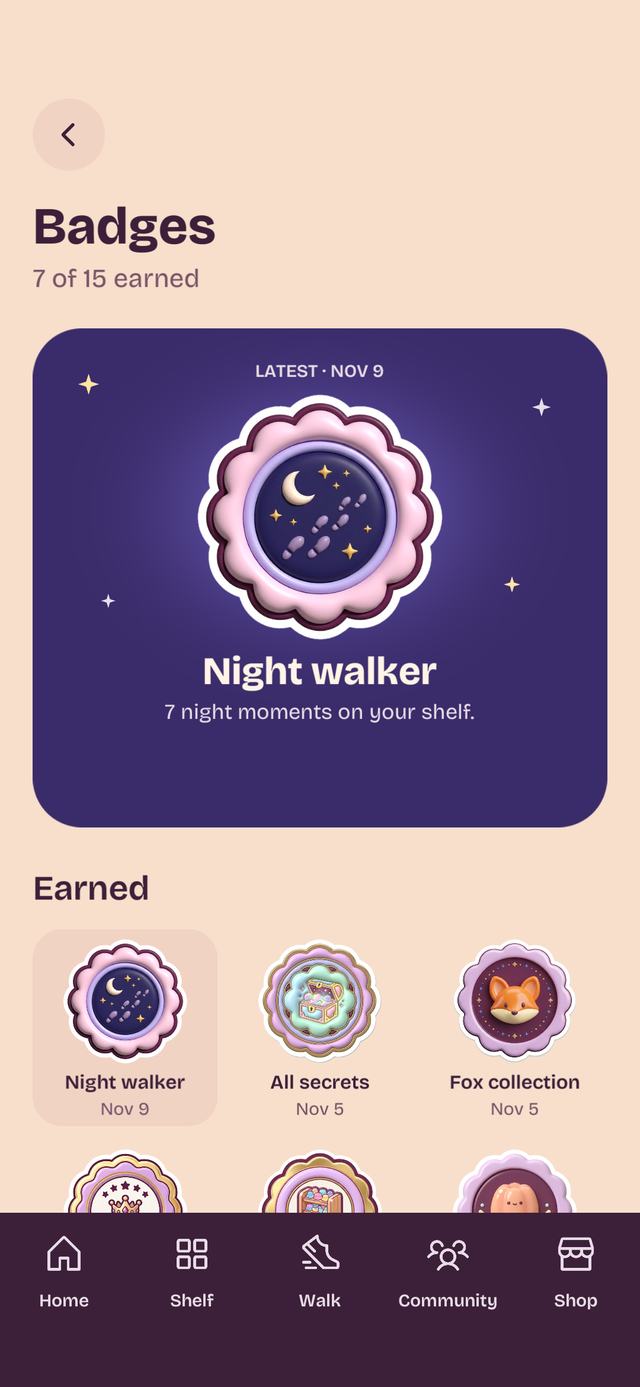 Badges
7 of 15 earned
LATEST · NOV 9
Night walker
7 night moments on your shelf.
Earned
Night walker
Nov 9
All secrets
Nov 5
Fox collection
Nov 5
Home
Shelf
Walk
Community
Shop